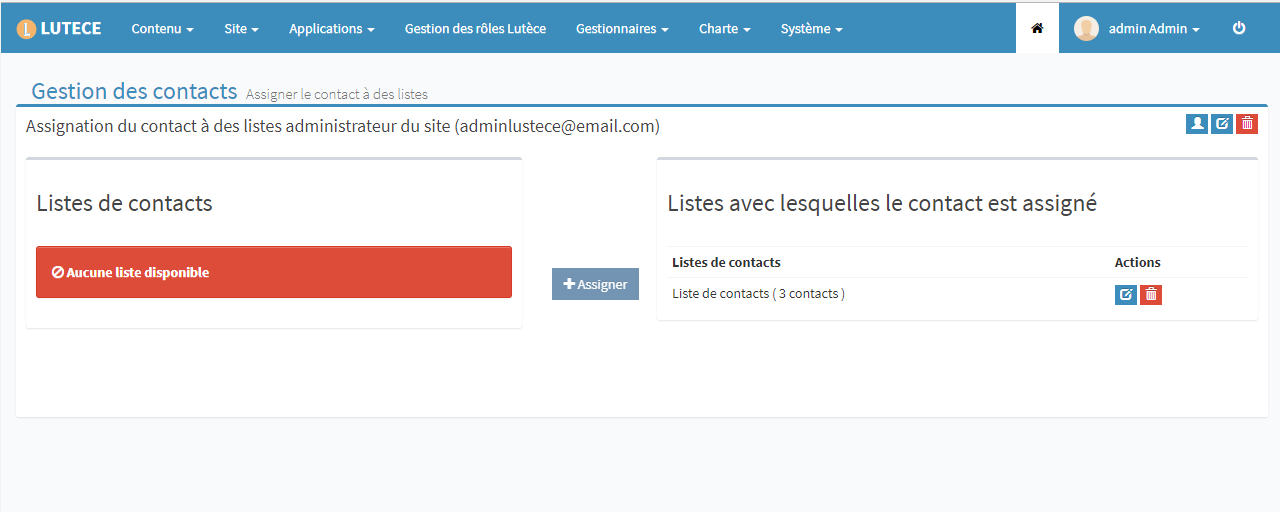 LUTECE Contenu Site Applications Gestion des rôles Lutèce Gestionnaires Charte Système admin Admin
Gestion des contacts Assigner le contact à des listes
Assignation du contact à des listes administrateur du site (adminlustece@email.com)
Listes de contacts
Aucune liste disponible
Assigner
Listes avec lesquelles le contact est assigné
Listes de contacts Actions
Liste de contacts ( 3 contacts )